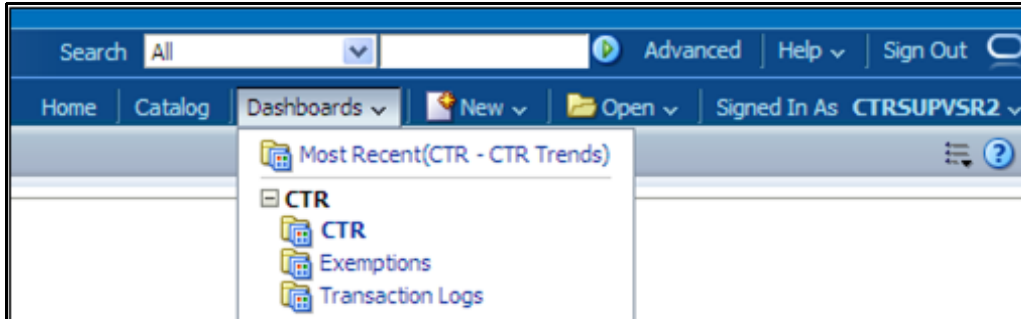 Search All Advanced Help Sign Out
Home Catalog Dashboards New Open Signed In As CTRSUPVSR2
Most Recent(CTR - CTR Trends)
CTR
CTR
Exemptions
Transaction Logs